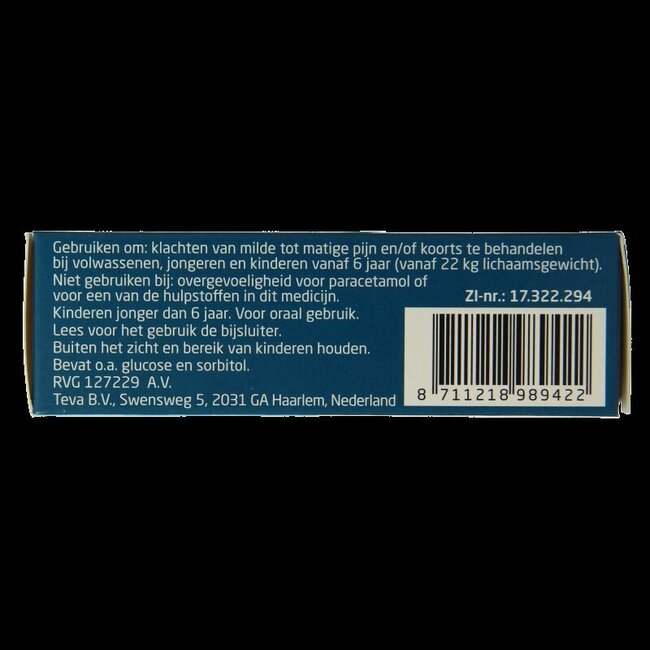 Gebruiken om: klachten van milde tot matige pijn en/of koorts te behandelen
bij volwassenen, jongeren en kinderen vanaf 6 jaar (vanaf 22 kg lichaamsgewicht).
Niet gebruiken bij: overgevoeligheid voor paracetamol of
voor een van de hulpstoffen in dit medicijn.
ZI-nr.: 17.322.294
Kinderen jonger dan 6 jaar. Voor oraal gebruik.
Lees voor het gebruik de bijsluiter.
Buiten het zicht en bereik van kinderen houden.
Bevat o.a. glucose en sorbitol.
RVG 127229 A.V.
Teva B.V., Swensweg 5, 2031 GA Haarlem, Nederland
8 711218 989422